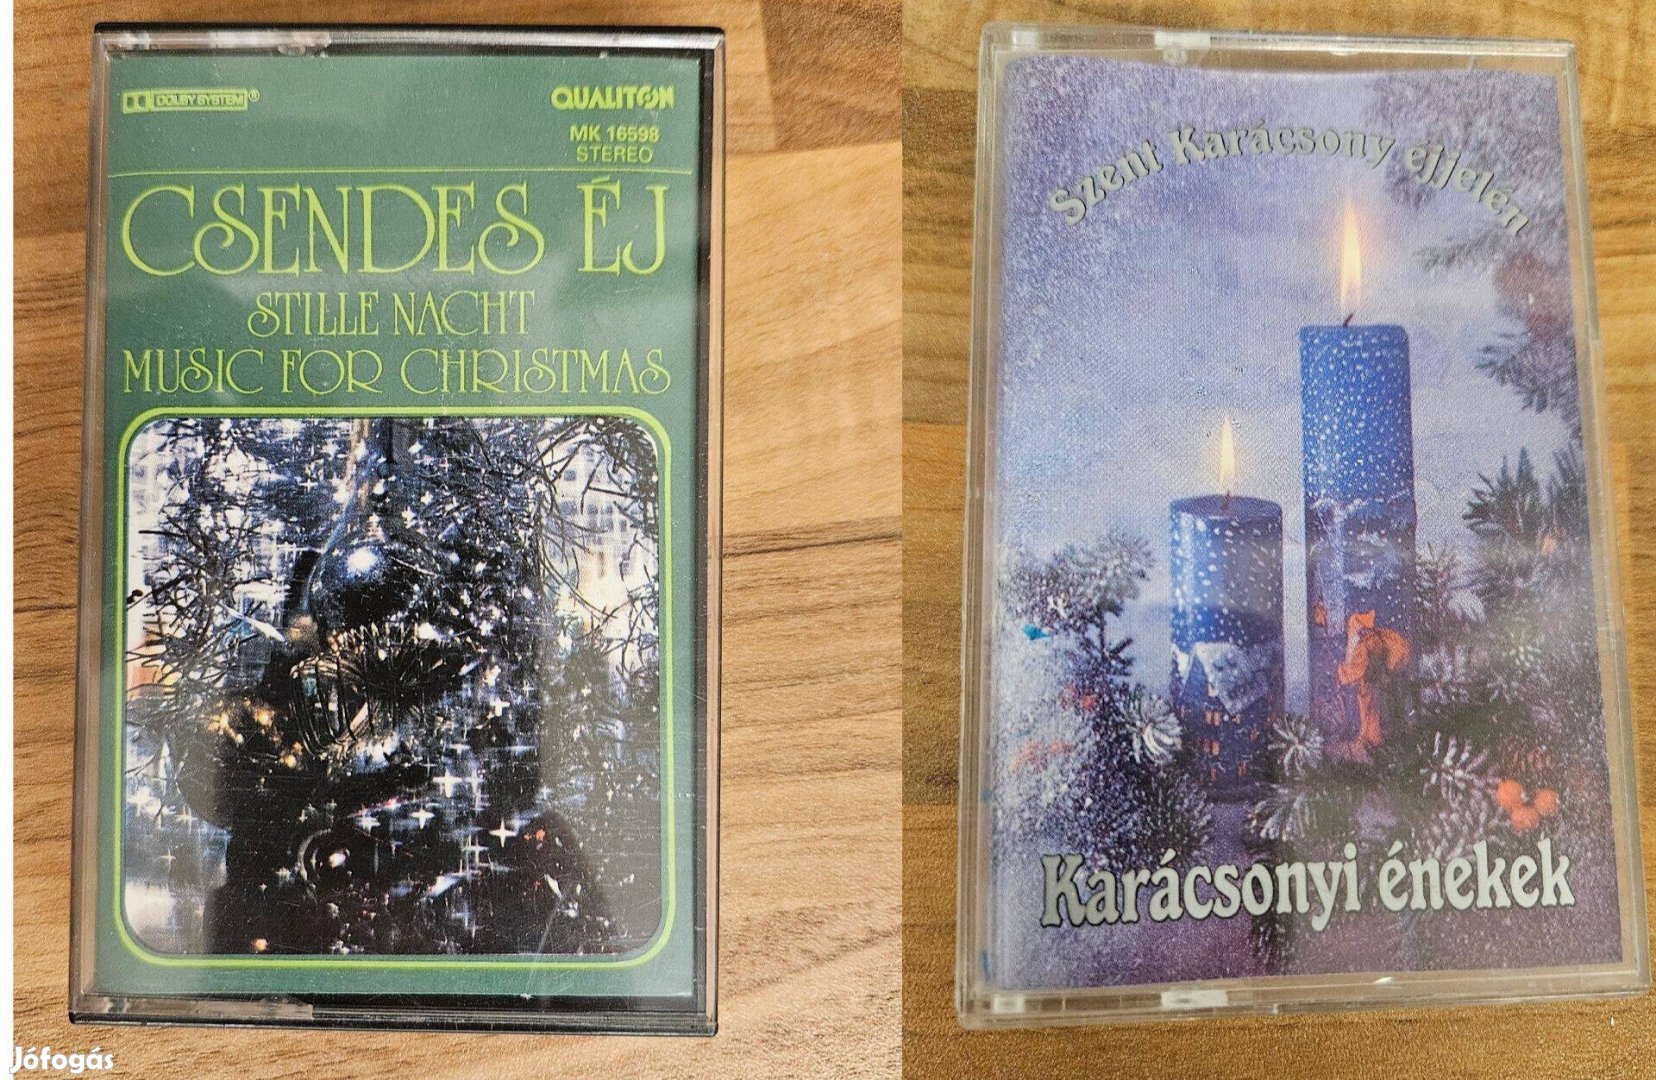 DOLBY SYSTEM®
QUALITON
MK 16598
STEREO
CSENDES ÉJ
STILLE NACHT
MUSIC FOR CHRISTMAS
Szent Karácsony éjjelén
Karácsonyi énekek
Jófogás